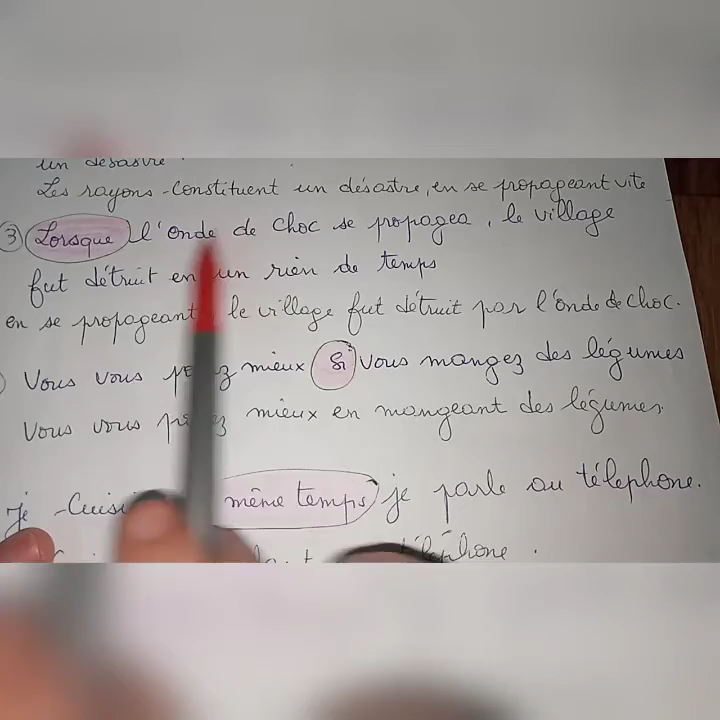 un désastre.
Les rayons constituent un désastre, en se propageant vite
3 Lorsque l'onde de choc se propagea, le village
fut détruit en un rien de temps
en se propageant le village fut détruit par l'onde de choc.
Vous vous mieux si vous mangez des légumes
Vous vous mieux en mangeant des légumes
Je même temps je parle au téléphone.
téléphone.